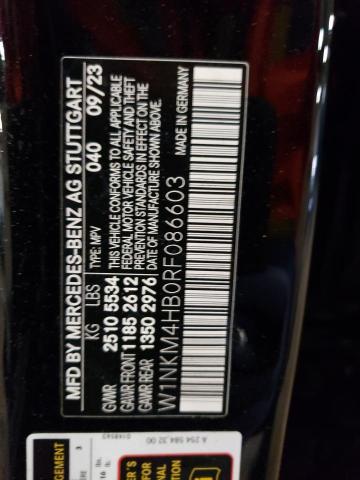 MFD BY MERCEDES-BENZ AG STUTTGART
KG LBS TYPE: MPV 040 09/23
GVWR 2510 5534 THIS VEHICLE CONFORMS TO ALL APPLICABLE
GAWR FRONT 1185 2612 FEDERAL MOTOR VEHICLE SAFETY AND THEFT
PREVENTION STANDARDS IN EFFECT ON THE
GAWR REAR 1350 2976 DATE OF MANUFACTURE SHOWN ABOVE.
W1NKM4HB0RF086603 MADE IN GERMANY
A 254 584 32 00